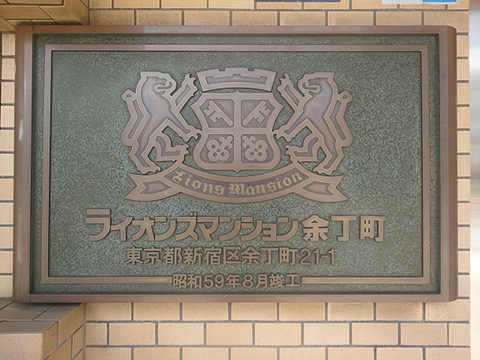 Lions Mansion
ライオンズマンション余丁町
東京都新宿区余丁町21-1
昭和59年8月竣工